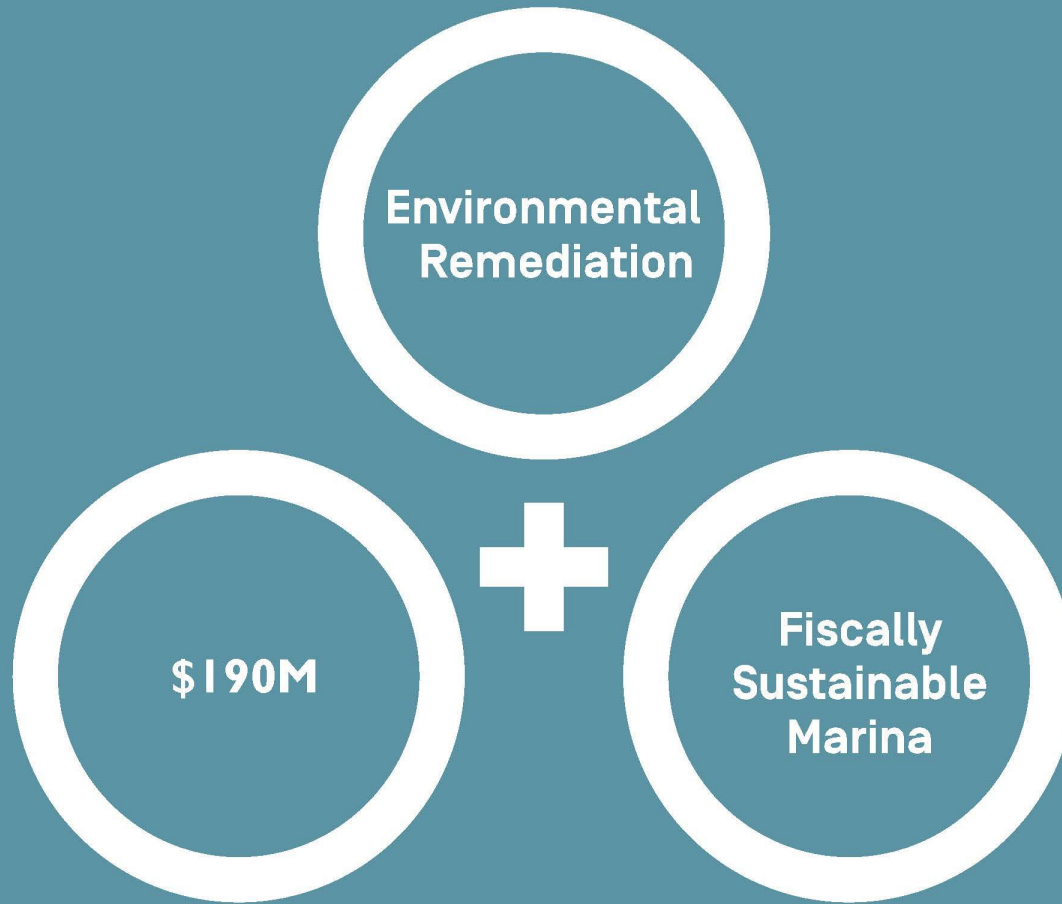 Environmental
Remediation
$190M
Fiscally
Sustainable
Marina